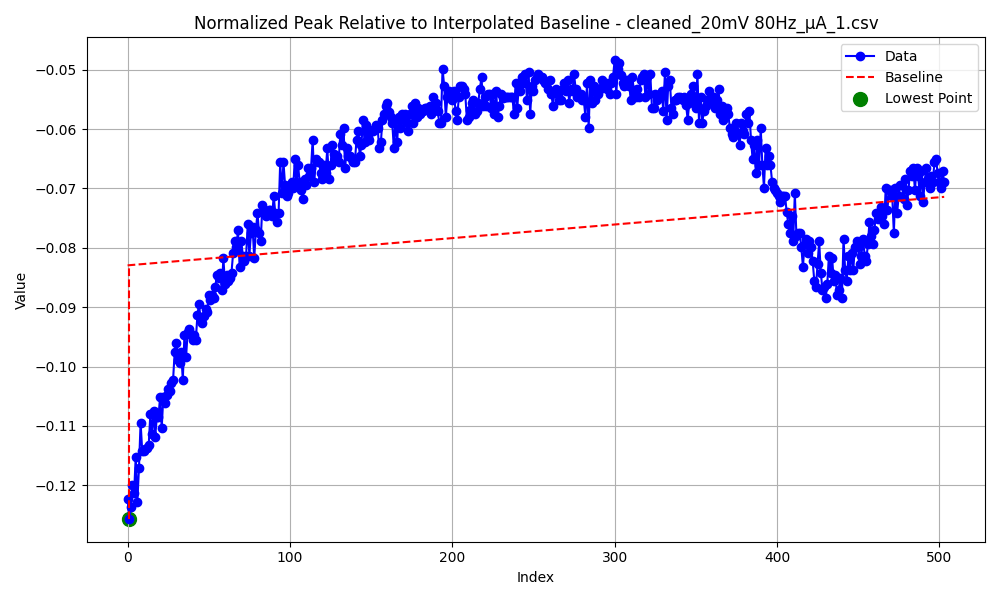 Normalized Peak Relative to Interpolated Baseline - cleaned_20mV 80Hz_µA_1.csv
Data
Baseline
Lowest Point
Value
−0.05
−0.06
−0.07
−0.08
−0.09
−0.10
−0.11
−0.12
0
100
200
300
400
500
Index